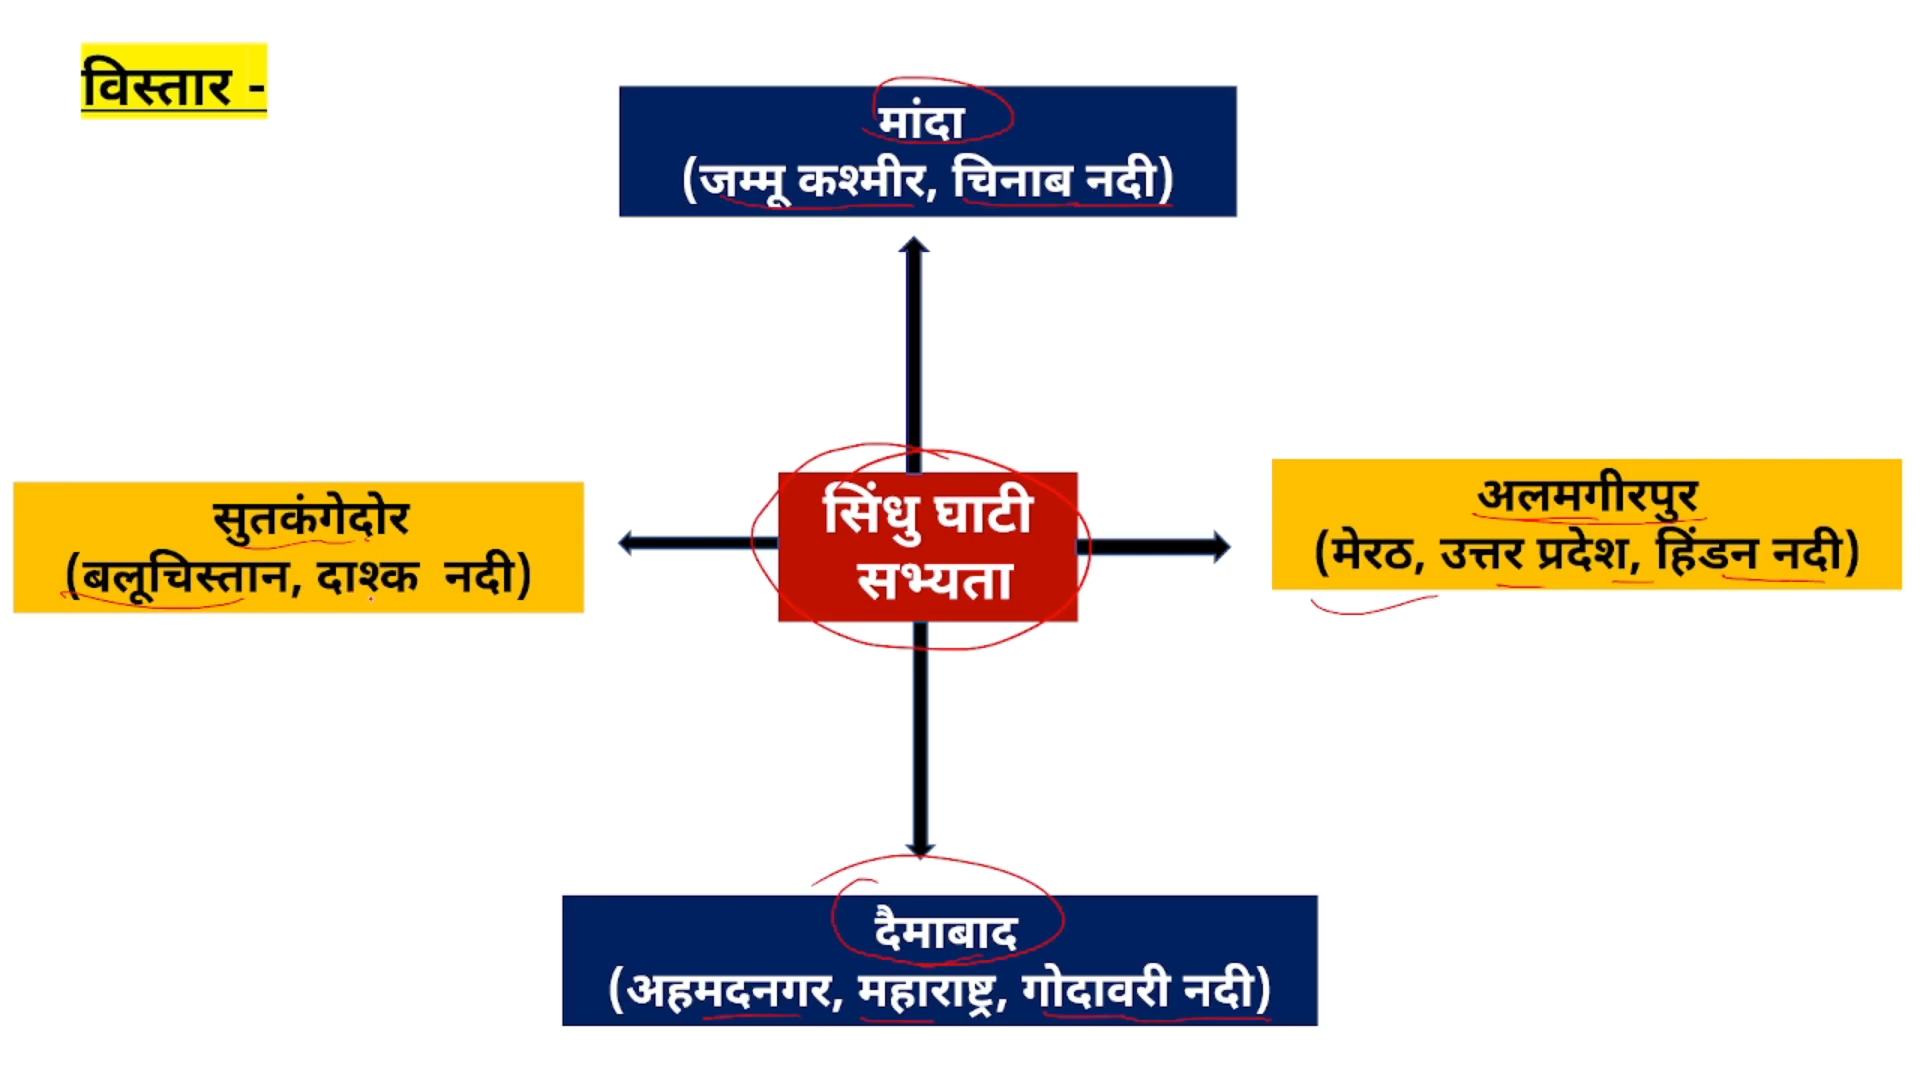 विस्तार -
मांदा
(जम्मू कश्मीर, चिनाब नदी)
सुतकंगेदोर
(बलूचिस्तान, दाश्क नदी)
सिंधु घाटी
सभ्यता
अलमगीरपुर
(मेरठ, उत्तर प्रदेश, हिंडन नदी)
दैमाबाद
(अहमदनगर, महाराष्ट्र, गोदावरी नदी)